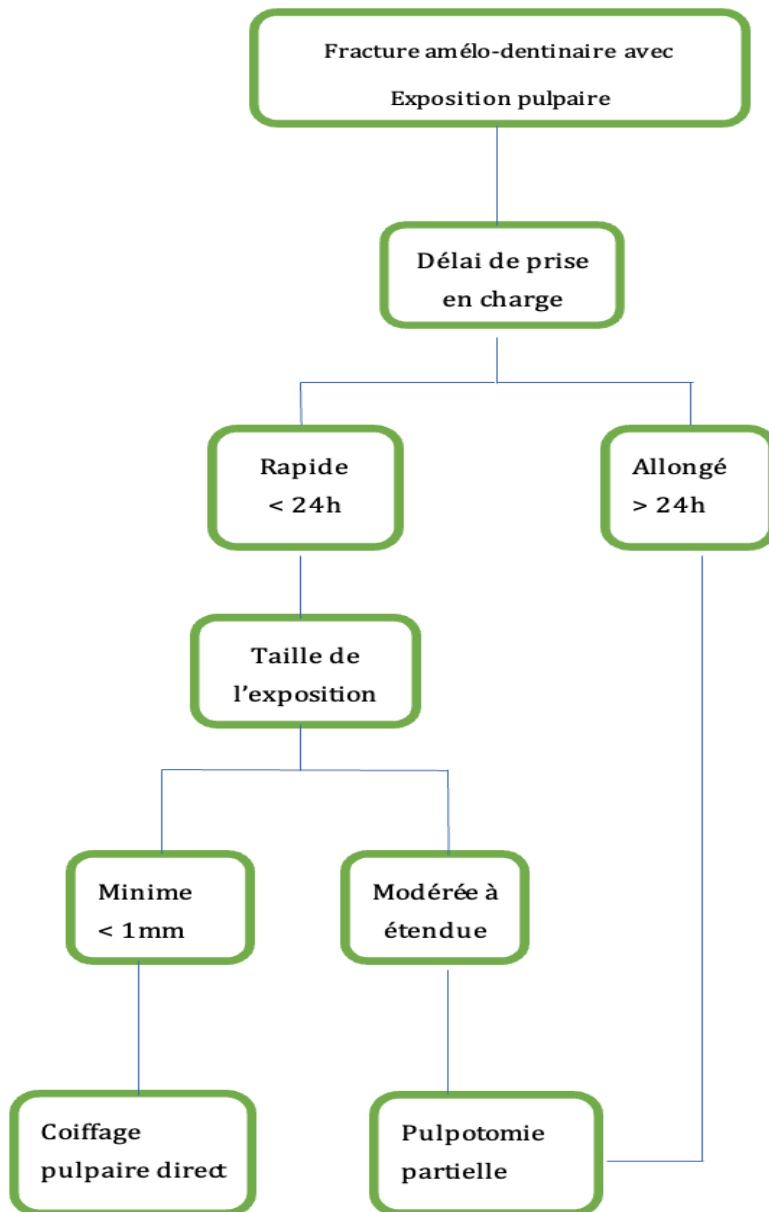 Fracture amélo-dentinaire avec
Exposition pulpaire
Délai de prise
en charge
Rapide
< 24h
Allongé
> 24h
Taille de
l'exposition
Minime
< 1mm
Modérée à
étendue
Coiffage
pulpaire direct
Pulpotomie
partielle